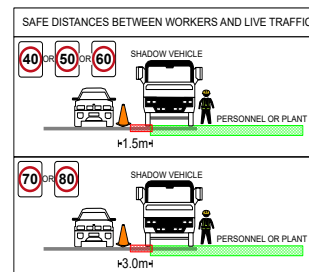 SAFE DISTANCES BETWEEN WORKERS AND LIVE TRAFFIC
40 OR 50 OR 60
SHADOW VEHICLE
PERSONNEL OR PLANT
1.5m
70 OR 80
SHADOW VEHICLE
PERSONNEL OR PLANT
3.0m